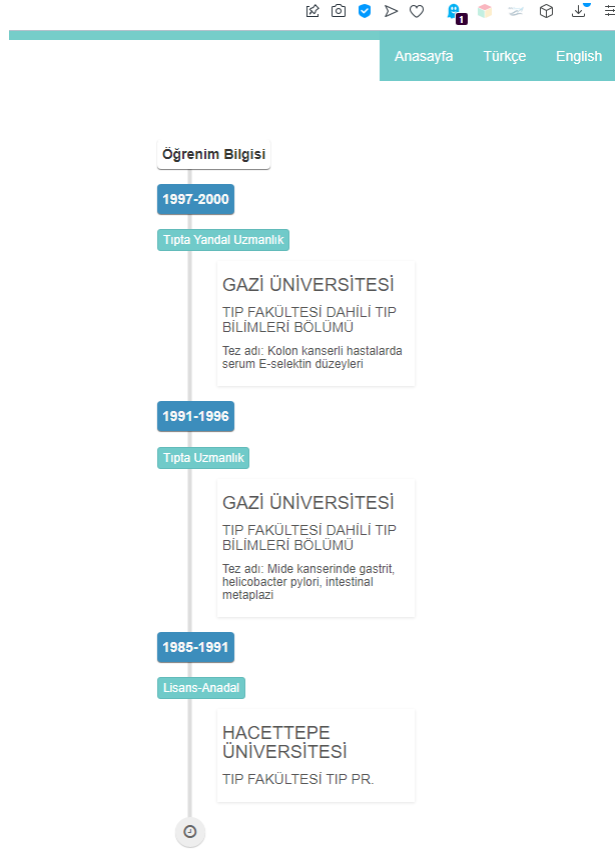 1
Anasayfa Türkçe English
Öğrenim Bilgisi
1997-2000
Tıpta Yandal Uzmanlık
GAZİ ÜNİVERSİTESİ
TIP FAKÜLTESİ DAHİLİ TIP
BİLİMLERİ BÖLÜMÜ
Tez adı: Kolon kanserli hastalarda
serum E-selektin düzeyleri
1991-1996
Tıpta Uzmanlık
GAZİ ÜNİVERSİTESİ
TIP FAKÜLTESİ DAHİLİ TIP
BİLİMLERİ BÖLÜMÜ
Tez adı: Mide kanserinde gastrit,
helicobacter pylori, intestinal
metaplazi
1985-1991
Lisans-Anadal
HACETTEPE
ÜNİVERSİTESİ
TIP FAKÜLTESİ TIP PR.